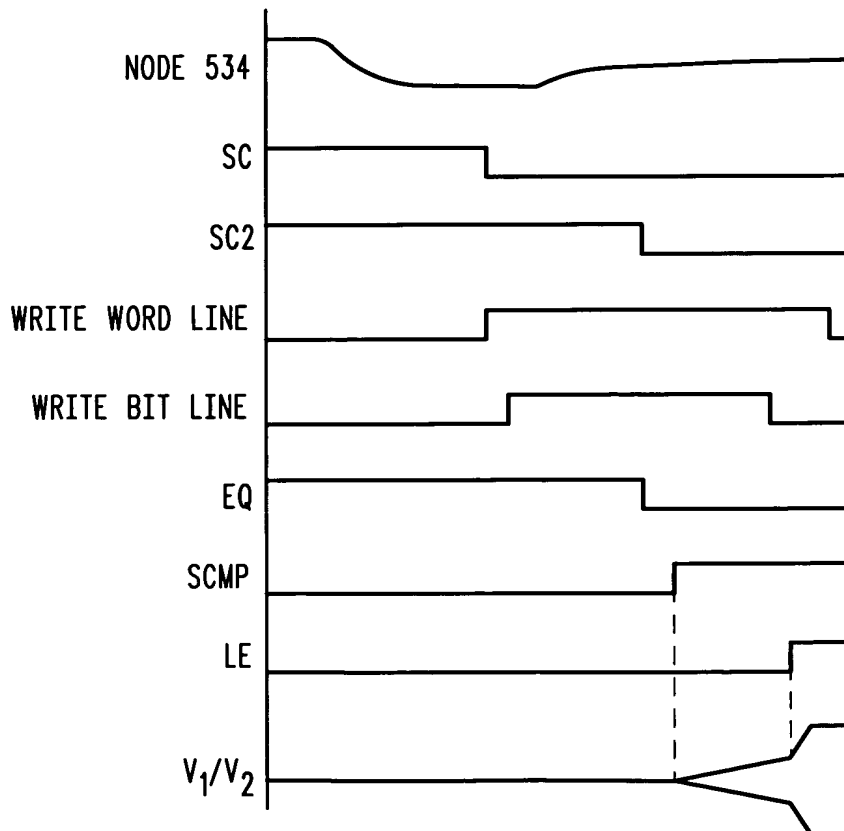 NODE 534
SC
SC2
WRITE WORD LINE
WRITE BIT LINE
EQ
SCMP
LE
V1/V2